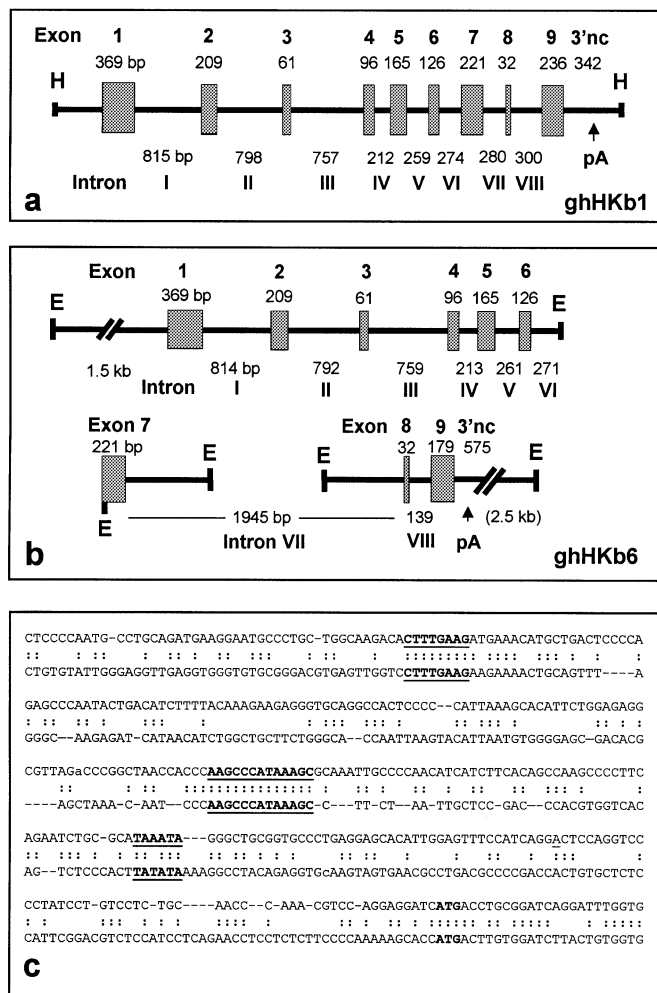 Exon 1 2 3 4 5 6 7 8 9 3'nc
369 bp 209 61 96 165 126 221 32 236 342
H H
815 bp 798 757 212 259 274 280 300 pA
Intron I II III IV V VI VII VIII
a ghHKb1
Exon 1 2 3 4 5 6
369 bp 209 61 96 165 126
E E
1.5 kb 814 bp 792 759 213 261 271
Intron I II III IV V VI
Exon 7 Exon 8 9 3'nc
221 bp 32 179 575
E E E
E 1945 bp 139 (2.5 kb)
Intron VII VIII pA
b ghHKb6
CTCCCCAATG-CCTGCAGATGAAGGAATGCCCTGC-TGGCAAGACACTTTGAAGATGAAACATGCTGACTCCCCA
:: : : : ::: : :: : :: : : : ::::::::: ::: :: : :
CTGTGTATTGGGAGGTTGAGGTGGGTGTGCGGGACGTGAGTTGGTCCTTTGAAGAAGAAAACTGCAGTTT----A
GAGCCCAATACTGACATCTTTTACAAAGAAGAGGGTGCAGGCCACTCCCC--CATTAAAGCACATTCTGGAGAGG
GGGC—AAGAGAT-CATAACATCTGGCTGCTTCTGGGCA--CCAATTAAGTACATTAATGTGGGGAGC-GACACG
CGTTAGaCCCGGCTAACCACCCAAGCCCATAAAGCGCAAATTGCCCCAACATCATCTTCACAGCCAAGCCCCTTC
----AGCTAAAC-CAAT--CCCAAGCCCATAAAGCC--TT-CT--AA-TTGCTCC-GAC--CCACGTGGTCAC
AGAATCTGC-GCATAAATA---GGGCTGCGGTGCCCTGAGGAGCACATTGGAGTTTCCATCAGGACTCCAGGTCC
AG--TCTCCCACTTATATAAAAGGCCTACAGAGGTGcAAGTAGTGAACGCCTGACGCCCCGACCACTGTGCTCTC
CCTATCCT-GTCCTC-TGC----AACC--C-AAA-CGTCC-AGGAGGATCATGACCTGCGGATCAGGATTTGGTG
CATTCGGACGTCTCCATCCTCAGAACCTCCTCTCTTCCCCAAAAAGCACCATGACTTGTGGATCTTACTGTGGTG
c